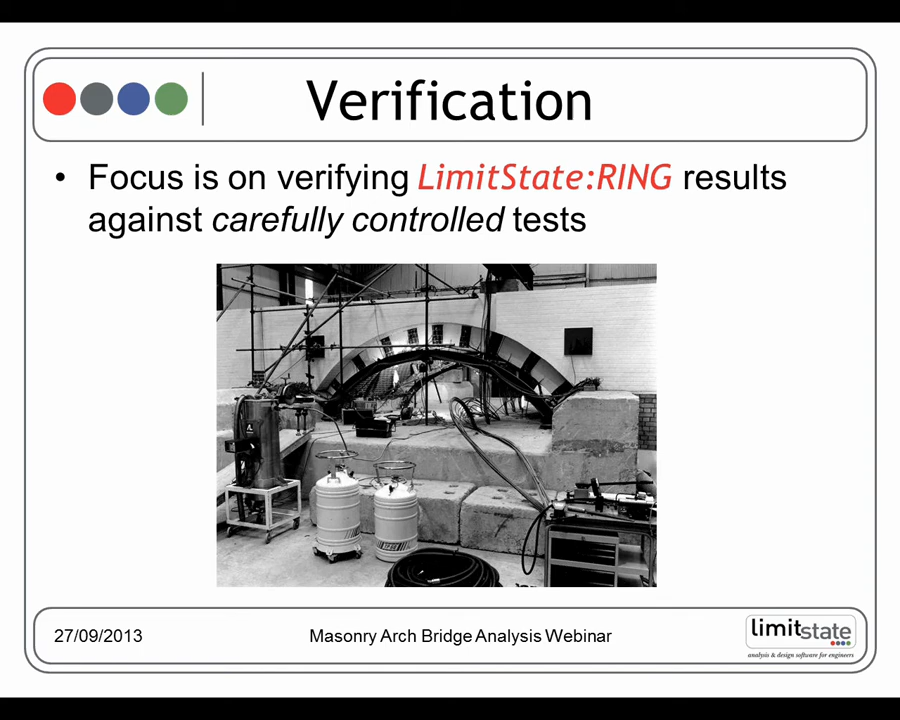 Verification
• Focus is on verifying LimitState:RING results
against carefully controlled tests
27/09/2013
Masonry Arch Bridge Analysis Webinar
limitstate
analysis & design software for engineers